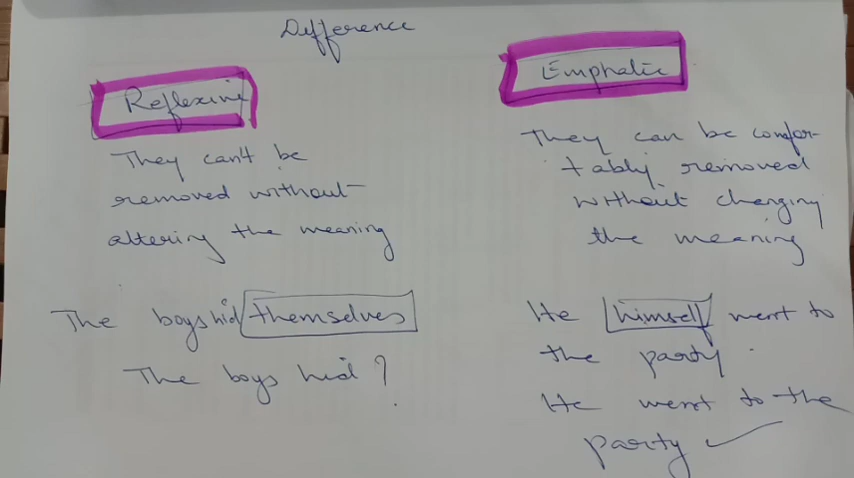 Difference
Reflexive
They can't be
removed without
altering the meaning
The boys hid themselves
The boys hid?
Emphatic
They can be comfor-
tably removed
without changing
the meaning
He himself went to
the party.
He went to the
party ✓